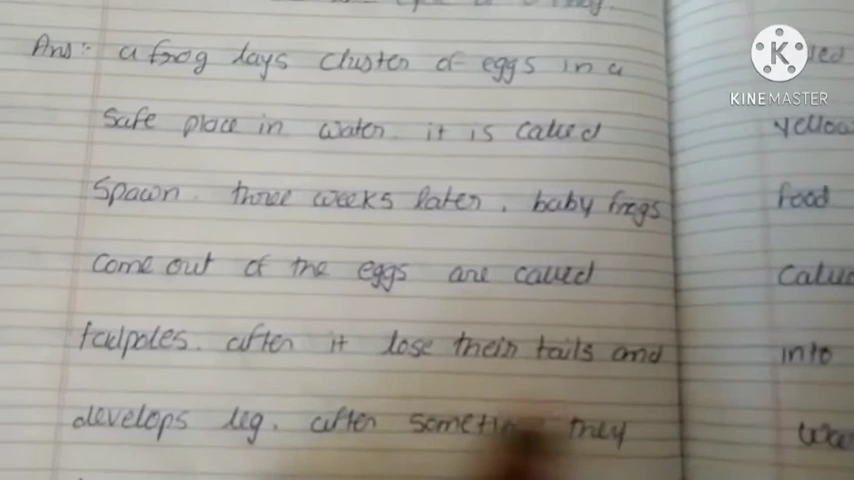 Ans:- a frog lays cluster of eggs in a
safe place in water. it is called
spawn. three weeks later. baby frogs
come out of the eggs are called
tadpoles. after it lose their tails and
develops leg. after they
KINEMASTER
yellow
food
into